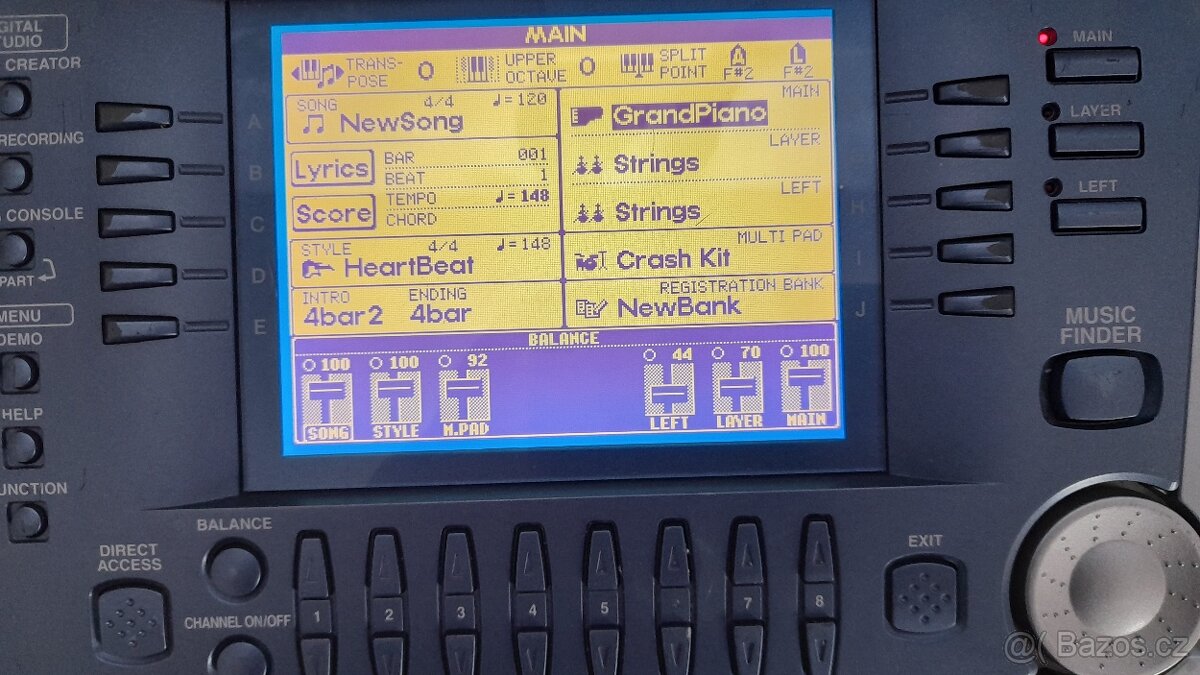 GITAL
UDIO
CREATOR
RECORDING
CONSOLE
PART
MENU
DEMO
HELP
UNCTION
A
B
C
D
E
MAIN
TRANS-
POSE
0
UPPER
OCTAVE
0
SPLIT
POINT
A
F#2
L
F#2
SONG
4/4
♩=120
NewSong
Lyrics
Score
BAR
001
BEAT
1
TEMPO
♩=148
CHORD
STYLE
4/4
♩=148
HeartBeat
INTRO
4bar2
ENDING
4bar
MAIN
GrandPiano
LAYER
Strings
LEFT
Strings
MULTI PAD
Crash Kit
REGISTRATION BANK
NewBank
BALANCE
100
SONG
100
STYLE
92
M.PAD
44
LEFT
70
LAYER
100
MAIN
H
I
J
MAIN
LAYER
LEFT
MUSIC
FINDER
DIRECT
ACCESS
BALANCE
CHANNEL ON/OFF
1
2
3
4
5
7
8
EXIT
@( Bazos.cz